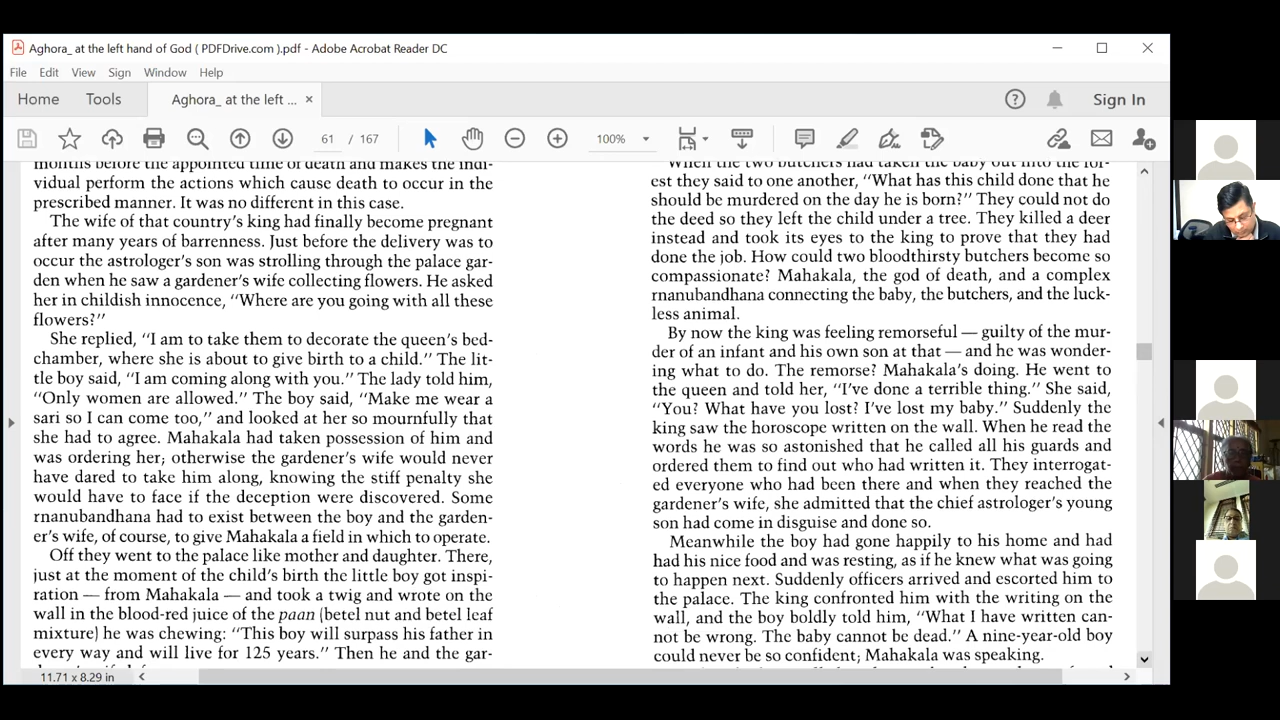 Aghora_ at the left hand of God ( PDFDrive.com ).pdf - Adobe Acrobat Reader DC
File Edit View Sign Window Help
Home Tools Aghora_ at the left ... × Sign In
61 / 167 100%
months before the appointed time of death and makes the indi-
vidual perform the actions which cause death to occur in the
prescribed manner. It was no different in this case.
The wife of that country's king had finally become pregnant
after many years of barrenness. Just before the delivery was to
occur the astrologer's son was strolling through the palace gar-
den when he saw a gardener's wife collecting flowers. He asked
her in childish innocence, “Where are you going with all these
flowers?”
She replied, “I am to take them to decorate the queen's bed-
chamber, where she is about to give birth to a child.” The lit-
tle boy said, “I am coming along with you.” The lady told him,
“Only women are allowed.” The boy said, “Make me wear a
sari so I can come too,” and looked at her so mournfully that
she had to agree. Mahakala had taken possession of him and
was ordering her; otherwise the gardener's wife would never
have dared to take him along, knowing the stiff penalty she
would have to face if the deception were discovered. Some
rnanubandhana had to exist between the boy and the garden-
er's wife, of course, to give Mahakala a field in which to operate.
Off they went to the palace like mother and daughter. There,
just at the moment of the child's birth the little boy got inspi-
ration — from Mahakala — and took a twig and wrote on the
wall in the blood-red juice of the paan (betel nut and betel leaf
mixture) he was chewing: “This boy will surpass his father in
every way and will live for 125 years.” Then he and the gar-
When the two butchers had taken the baby out into the for-
est they said to one another, “What has this child done that he
should be murdered on the day he is born?” They could not do
the deed so they left the child under a tree. They killed a deer
instead and took its eyes to the king to prove that they had
done the job. How could two bloodthirsty butchers become so
compassionate? Mahakala, the god of death, and a complex
rnanubandhana connecting the baby, the butchers, and the luck-
less animal.
By now the king was feeling remorseful — guilty of the mur-
der of an infant and his own son at that — and he was wonder-
ing what to do. The remorse? Mahakala's doing. He went to
the queen and told her, “I've done a terrible thing.” She said,
“You? What have you lost? I've lost my baby.” Suddenly the
king saw the horoscope written on the wall. When he read the
words he was so astonished that he called all his guards and
ordered them to find out who had written it. They interrogat-
ed everyone who had been there and when they reached the
gardener's wife, she admitted that the chief astrologer's young
son had come in disguise and done so.
Meanwhile the boy had gone happily to his home and had
had his nice food and was resting, as if he knew what was going
to happen next. Suddenly officers arrived and escorted him to
the palace. The king confronted him with the writing on the
wall, and the boy boldly told him, “What I have written can-
not be wrong. The baby cannot be dead.” A nine-year-old boy
could never be so confident; Mahakala was speaking.
11.71 x 8.29 in